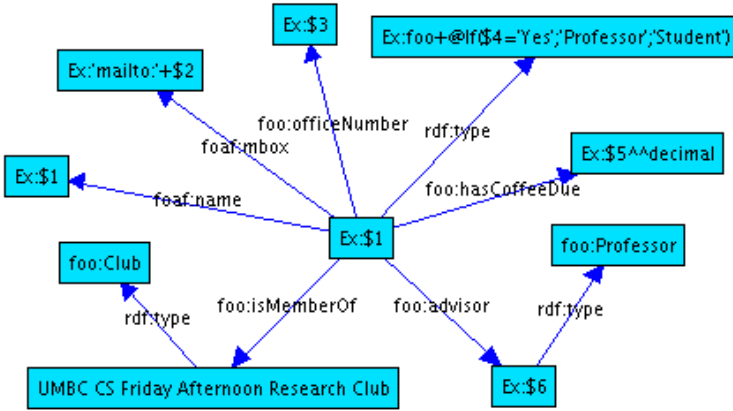 Ex:$3
Ex:foo+@If($4='Yes';'Professor';'Student')
Ex:'mailto:'+$2
foo:officeNumber
rdf:type
foaf:mbox
Ex:$5^^decimal
Ex:$1
foo:hasCoffeeDue
foaf:name
Ex:$1
foo:Professor
foo:Club
foo:isMemberOf
foo:advisor
rdf:type
rdf:type
UMBC CS Friday Afternoon Research Club
Ex:$6